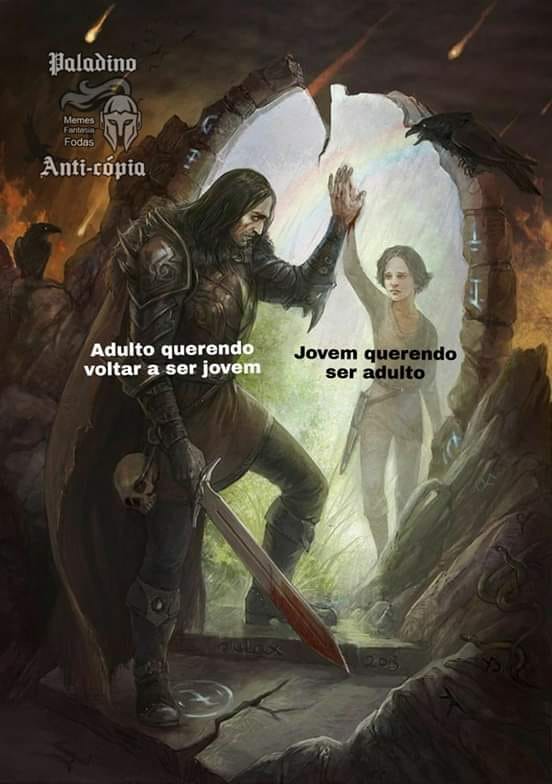 Paladino
Memes
Fantasia
Fodas
Anti-cópia
Adulto querendo
voltar a ser jovem
Jovem querendo
ser adulto